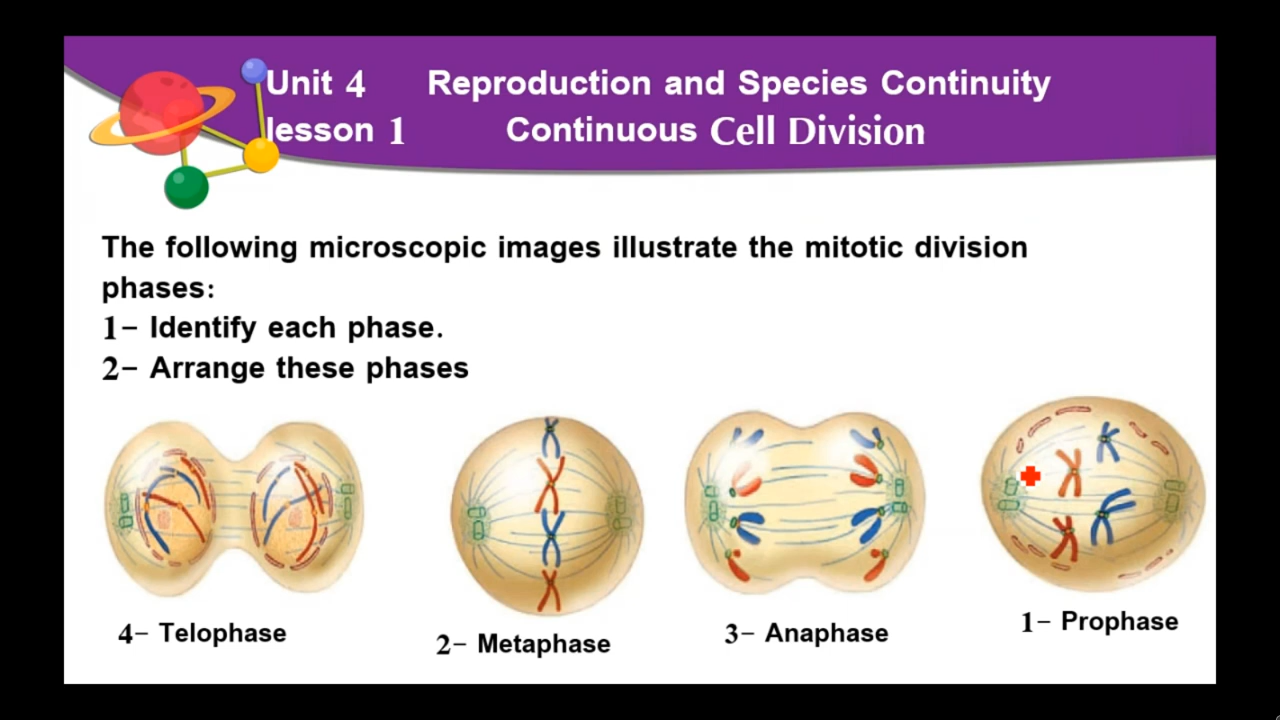 Unit 4 Reproduction and Species Continuity
lesson 1 Continuous Cell Division
The following microscopic images illustrate the mitotic division
phases:
1- Identify each phase.
2- Arrange these phases
4- Telophase
2- Metaphase
3- Anaphase
1- Prophase